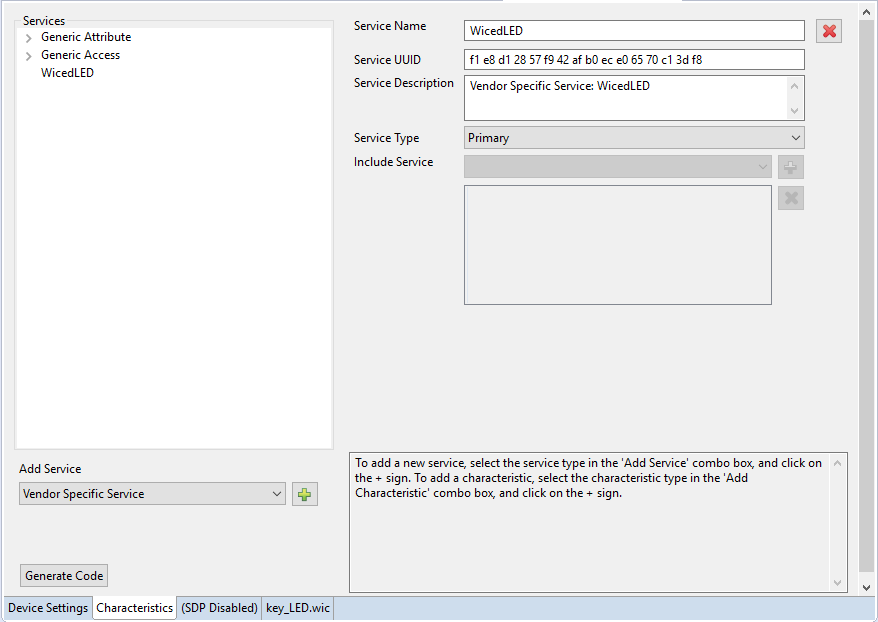 Services
Generic Attribute
Generic Access
WicedLED
Service Name
WicedLED
Service UUID
f1 e8 d1 28 57 f9 42 af b0 ec e0 65 70 c1 3d f8
Service Description
Vendor Specific Service: WicedLED
Service Type
Primary
Include Service
Add Service
Vendor Specific Service
To add a new service, select the service type in the 'Add Service' combo box, and click on
the + sign. To add a characteristic, select the characteristic type in the 'Add
Characteristic' combo box, and click on the + sign.
Generate Code
Device Settings Characteristics (SDP Disabled) key_LED.wic